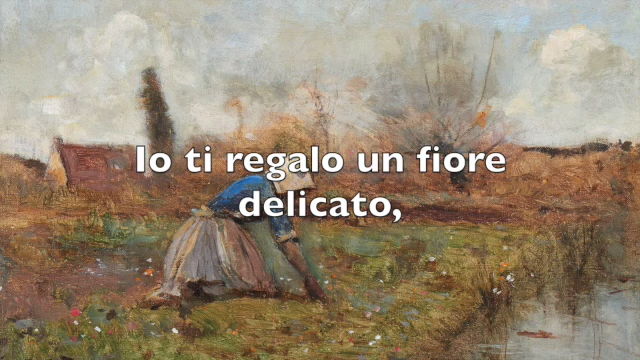 Io ti regalo un fiore
delicato,